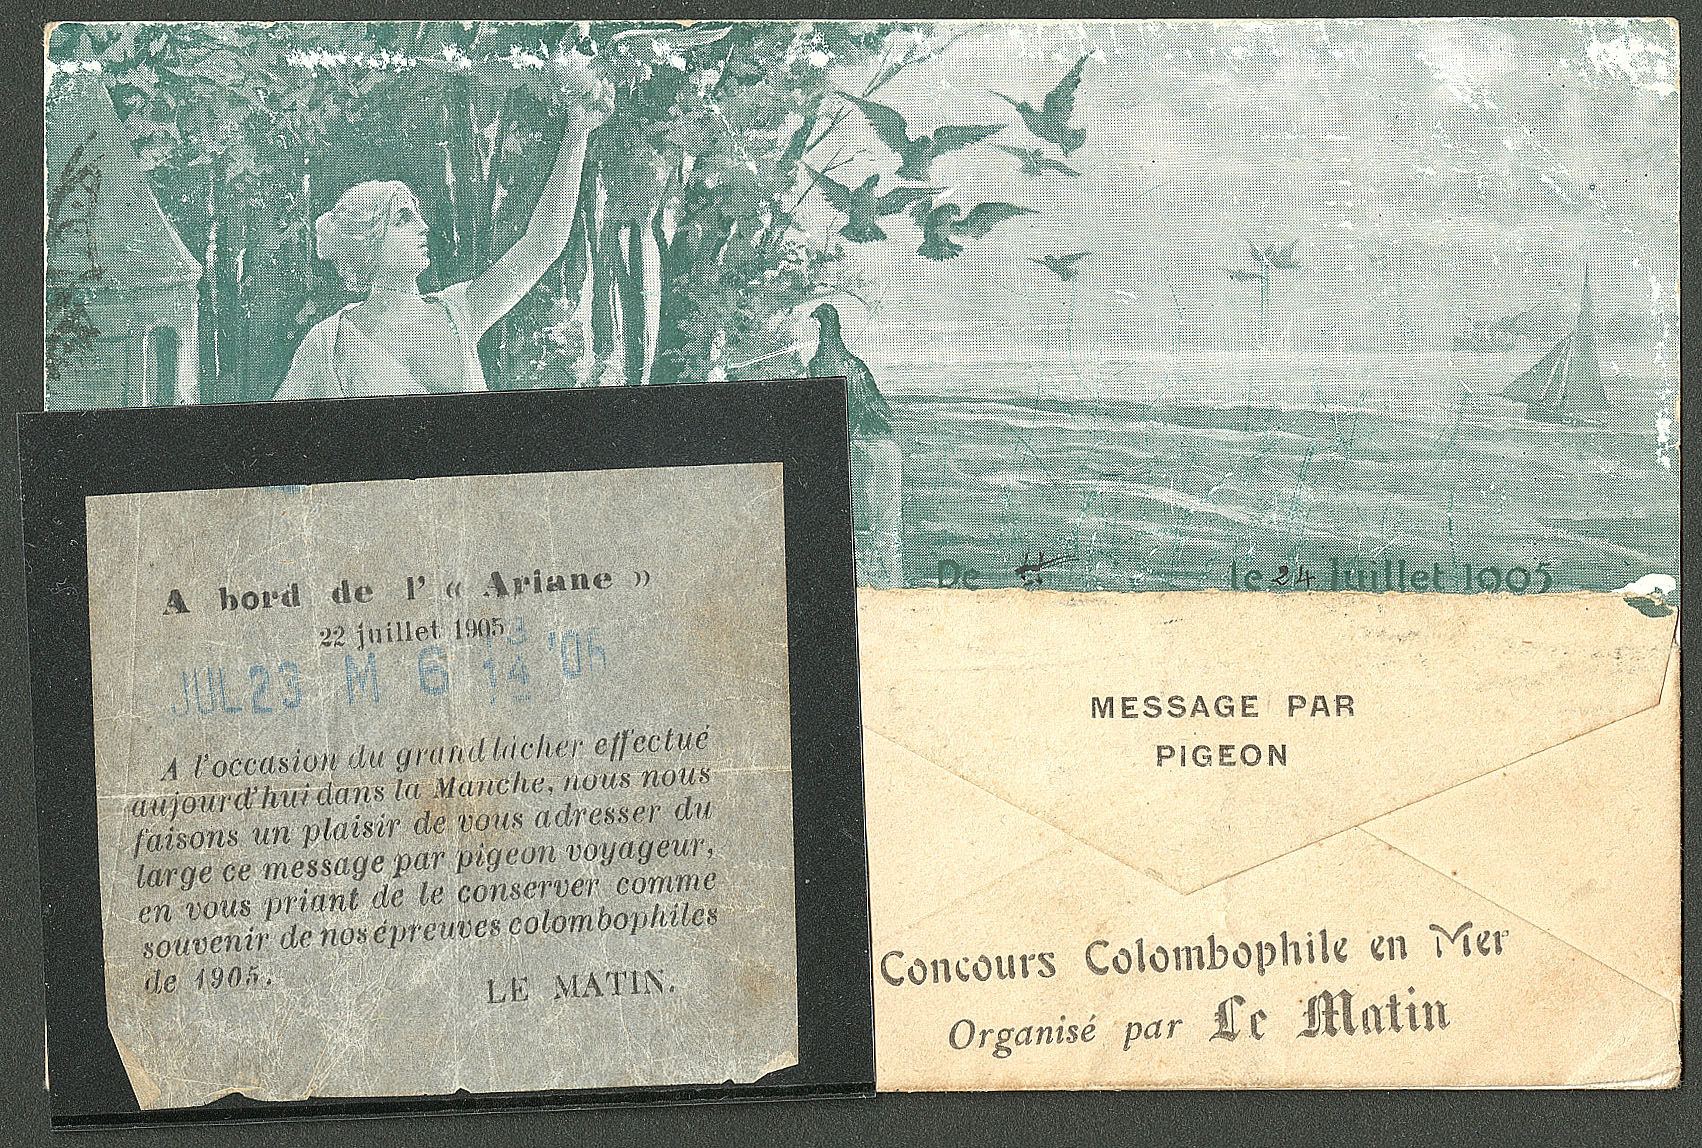 De
le 24 Juillet 1905
A bord de l' « Ariane »
22 juillet 1905
JUL 23 M 6 14 '05
A l'occasion du grand lâcher effectué
aujourd'hui dans la Manche, nous nous
faisons un plaisir de vous adresser du
large ce message par pigeon voyageur,
en vous priant de le conserver comme
souvenir de nos épreuves colombophiles
de 1905.
LE MATIN.
MESSAGE PAR
PIGEON
Concours Colombophile en Mer
Organisé par Le Matin